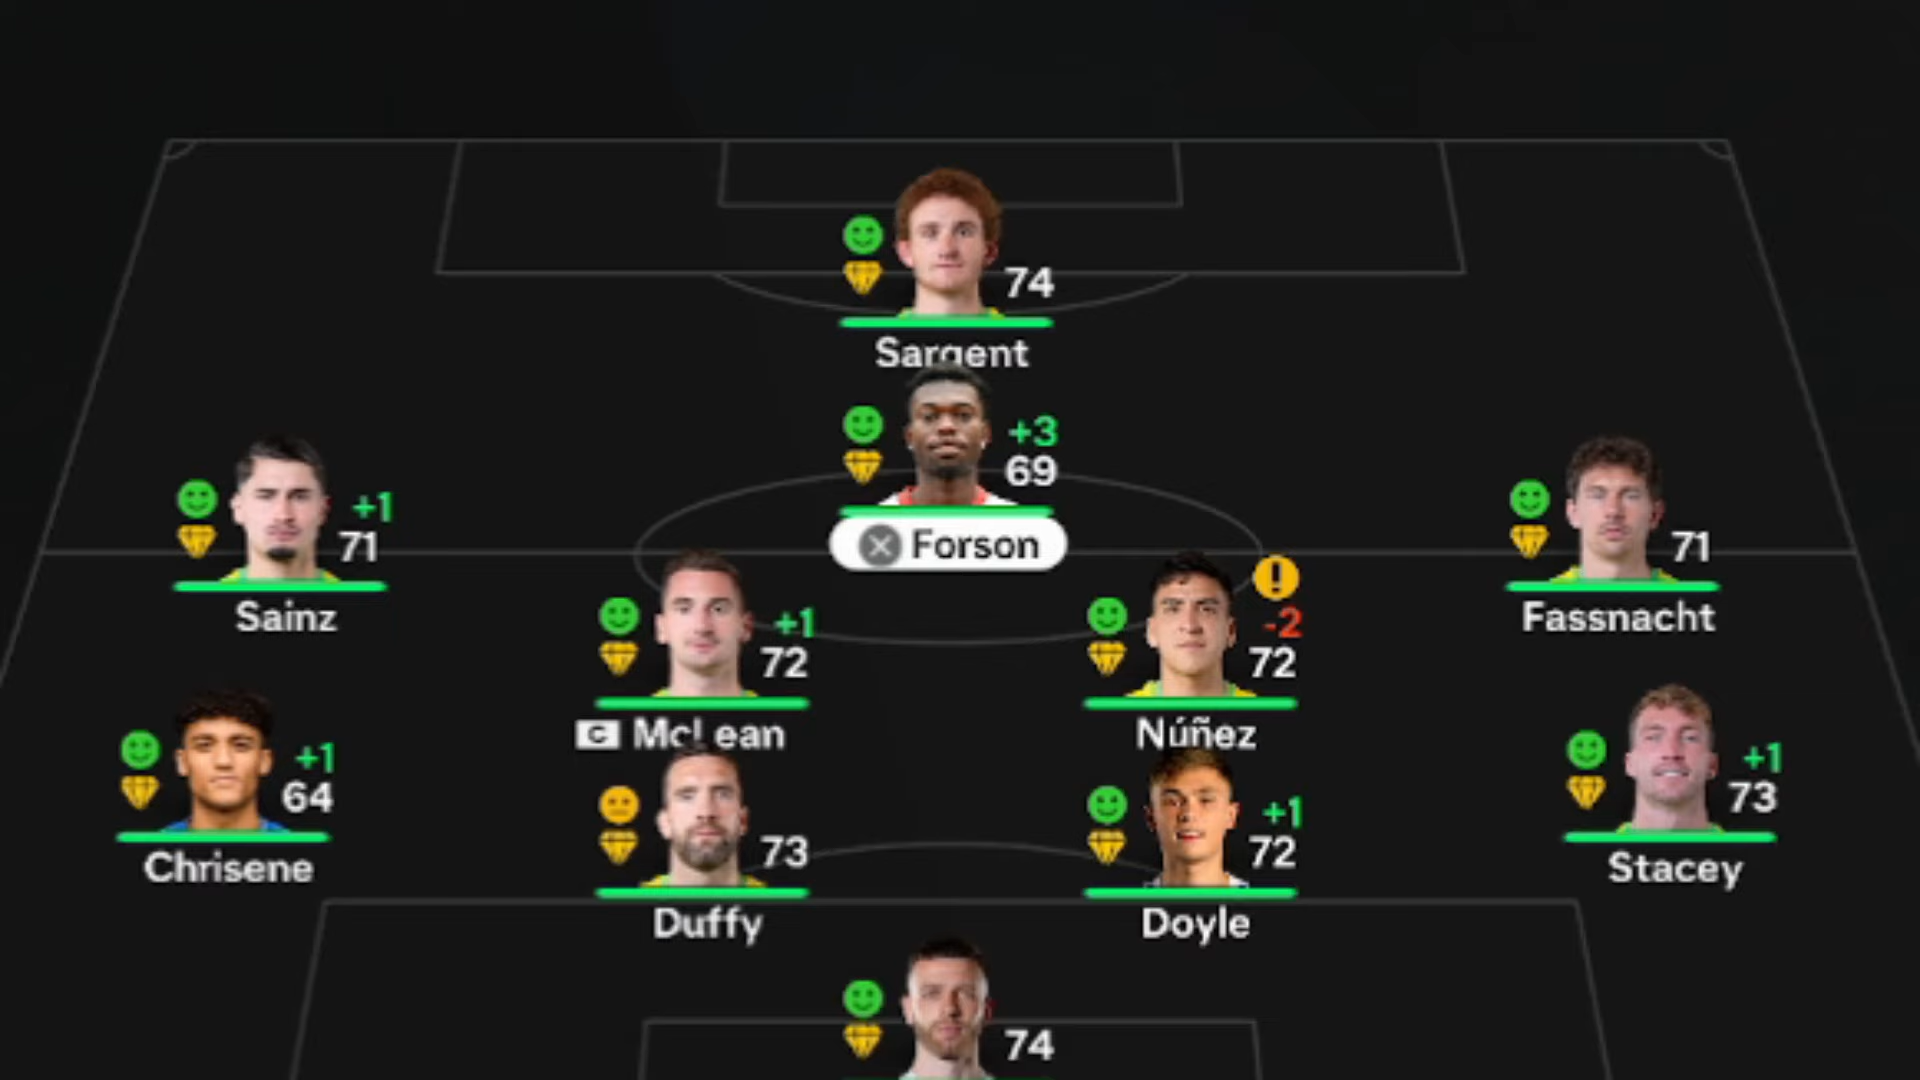 74
Sargent
+3
69
Forson
+1
71
Sainz
71
Fassnacht
+1
72
C McLean
!
-2
72
Núñez
+1
64
Chrisene
73
Duffy
+1
72
Doyle
+1
73
Stacey
74